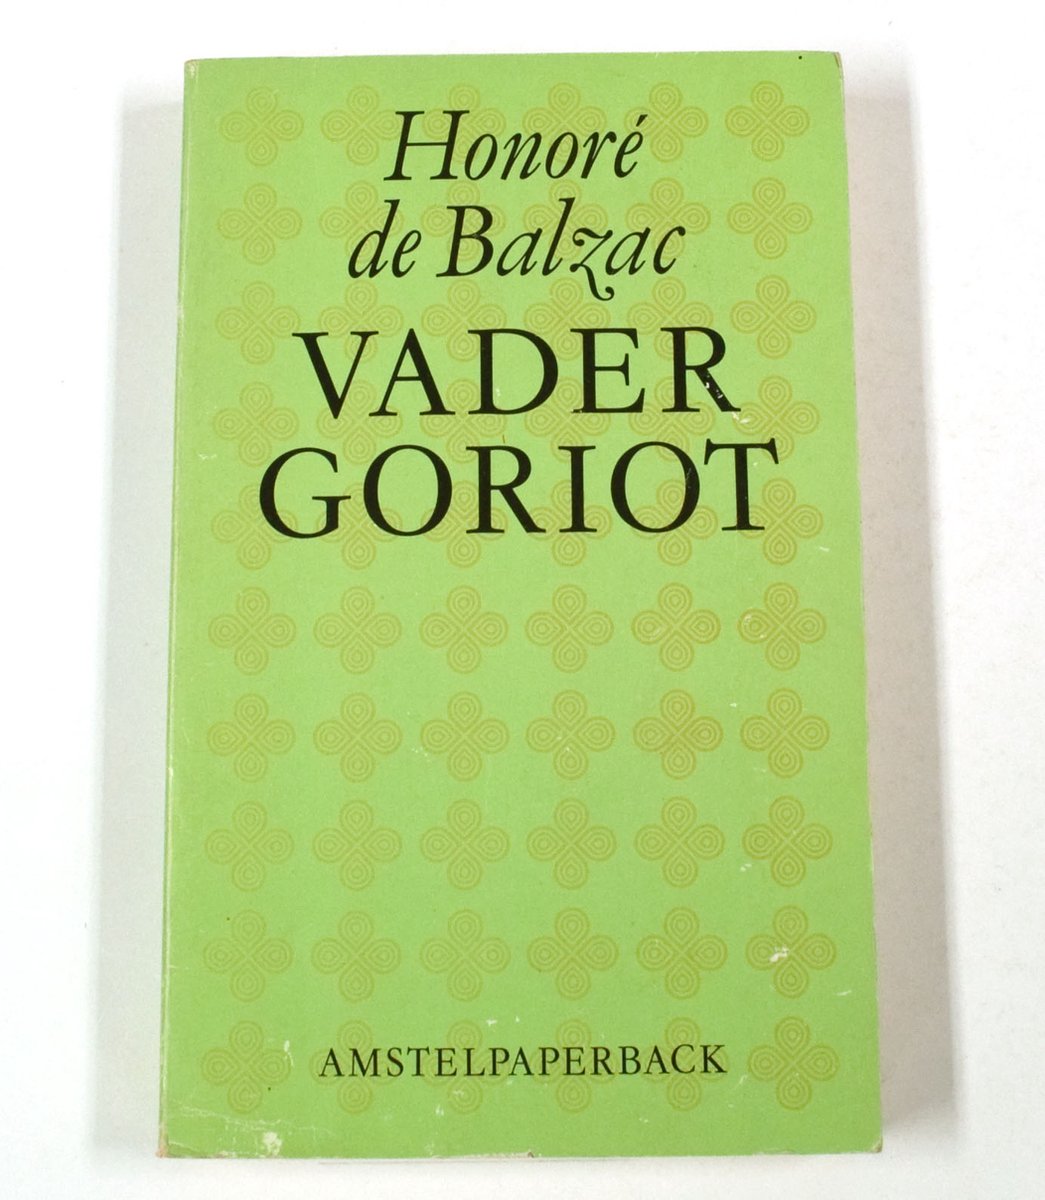 Honoré
de Balzac
VADER
GORIOT
AMSTELPAPERBACK